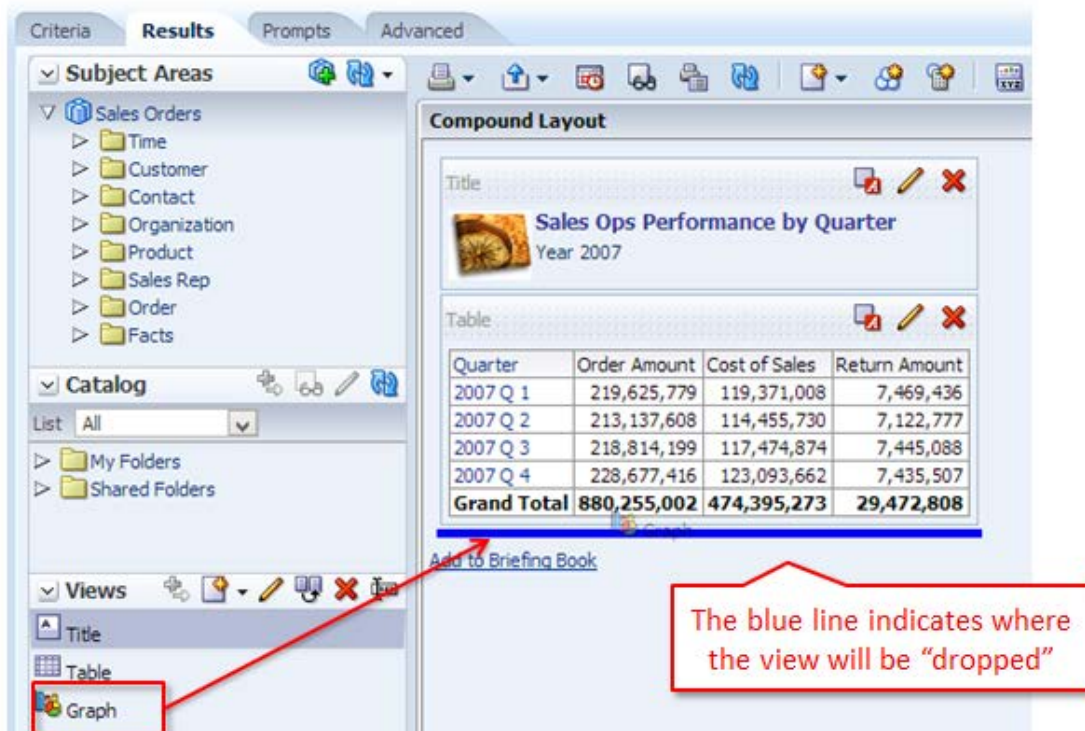 Criteria Results Prompts Advanced
Subject Areas
Sales Orders
Time
Customer
Contact
Organization
Product
Sales Rep
Order
Facts
Catalog
List All
My Folders
Shared Folders
Views
Title
Table
Graph
XYZ
Compound Layout
Title
Sales Ops Performance by Quarter
Year 2007
Table
Quarter Order Amount Cost of Sales Return Amount
2007 Q 1 219,625,779 119,371,008 7,469,436
2007 Q 2 213,137,608 114,455,730 7,122,777
2007 Q 3 218,814,199 117,474,874 7,445,088
2007 Q 4 228,677,416 123,093,662 7,435,507
Grand Total 880,255,002 474,395,273 29,472,808
Graph
Add to Briefing Book
The blue line indicates where
the view will be “dropped”